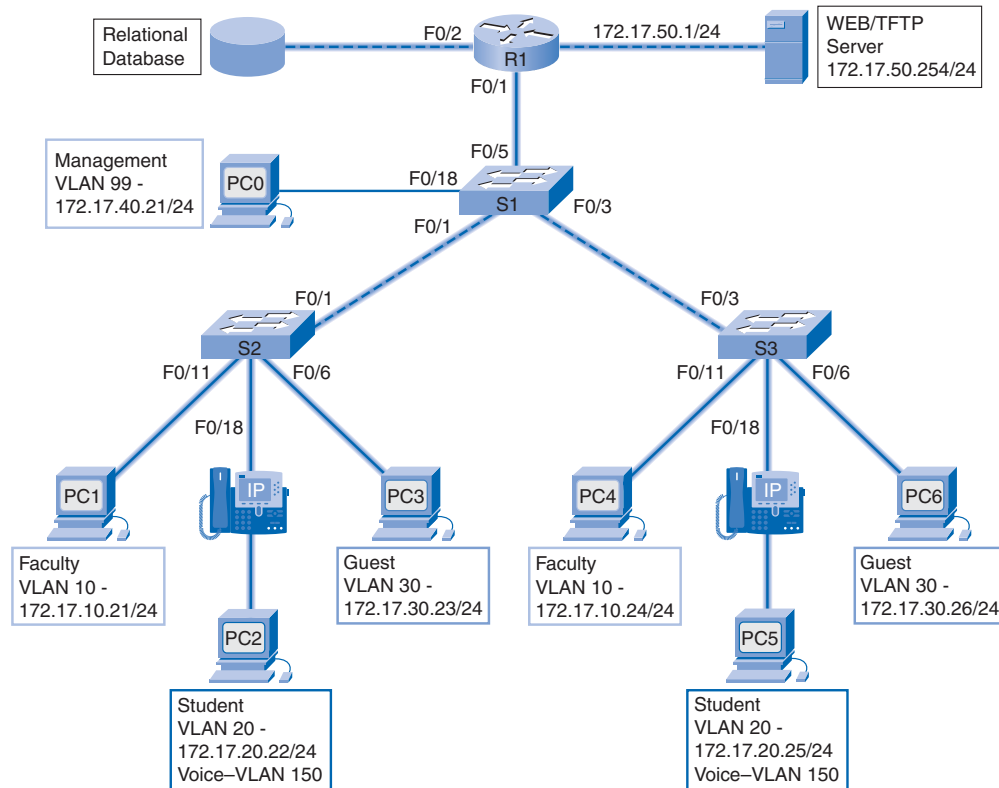 Relational
Database
F0/2
R1
172.17.50.1/24
WEB/TFTP
Server
172.17.50.254/24
F0/1
F0/5
Management
VLAN 99 -
172.17.40.21/24
PC0
F0/18
S1
F0/3
F0/1
F0/1
F0/3
S2
S3
F0/11
F0/6
F0/18
F0/11
F0/6
F0/18
PC1
IP
PC3
PC4
IP
PC6
Faculty
VLAN 10 -
172.17.10.21/24
Guest
VLAN 30 -
172.17.30.23/24
Faculty
VLAN 10 -
172.17.10.24/24
Guest
VLAN 30 -
172.17.30.26/24
PC2
PC5
Student
VLAN 20 -
172.17.20.22/24
Voice–VLAN 150
Student
VLAN 20 -
172.17.20.25/24
Voice–VLAN 150